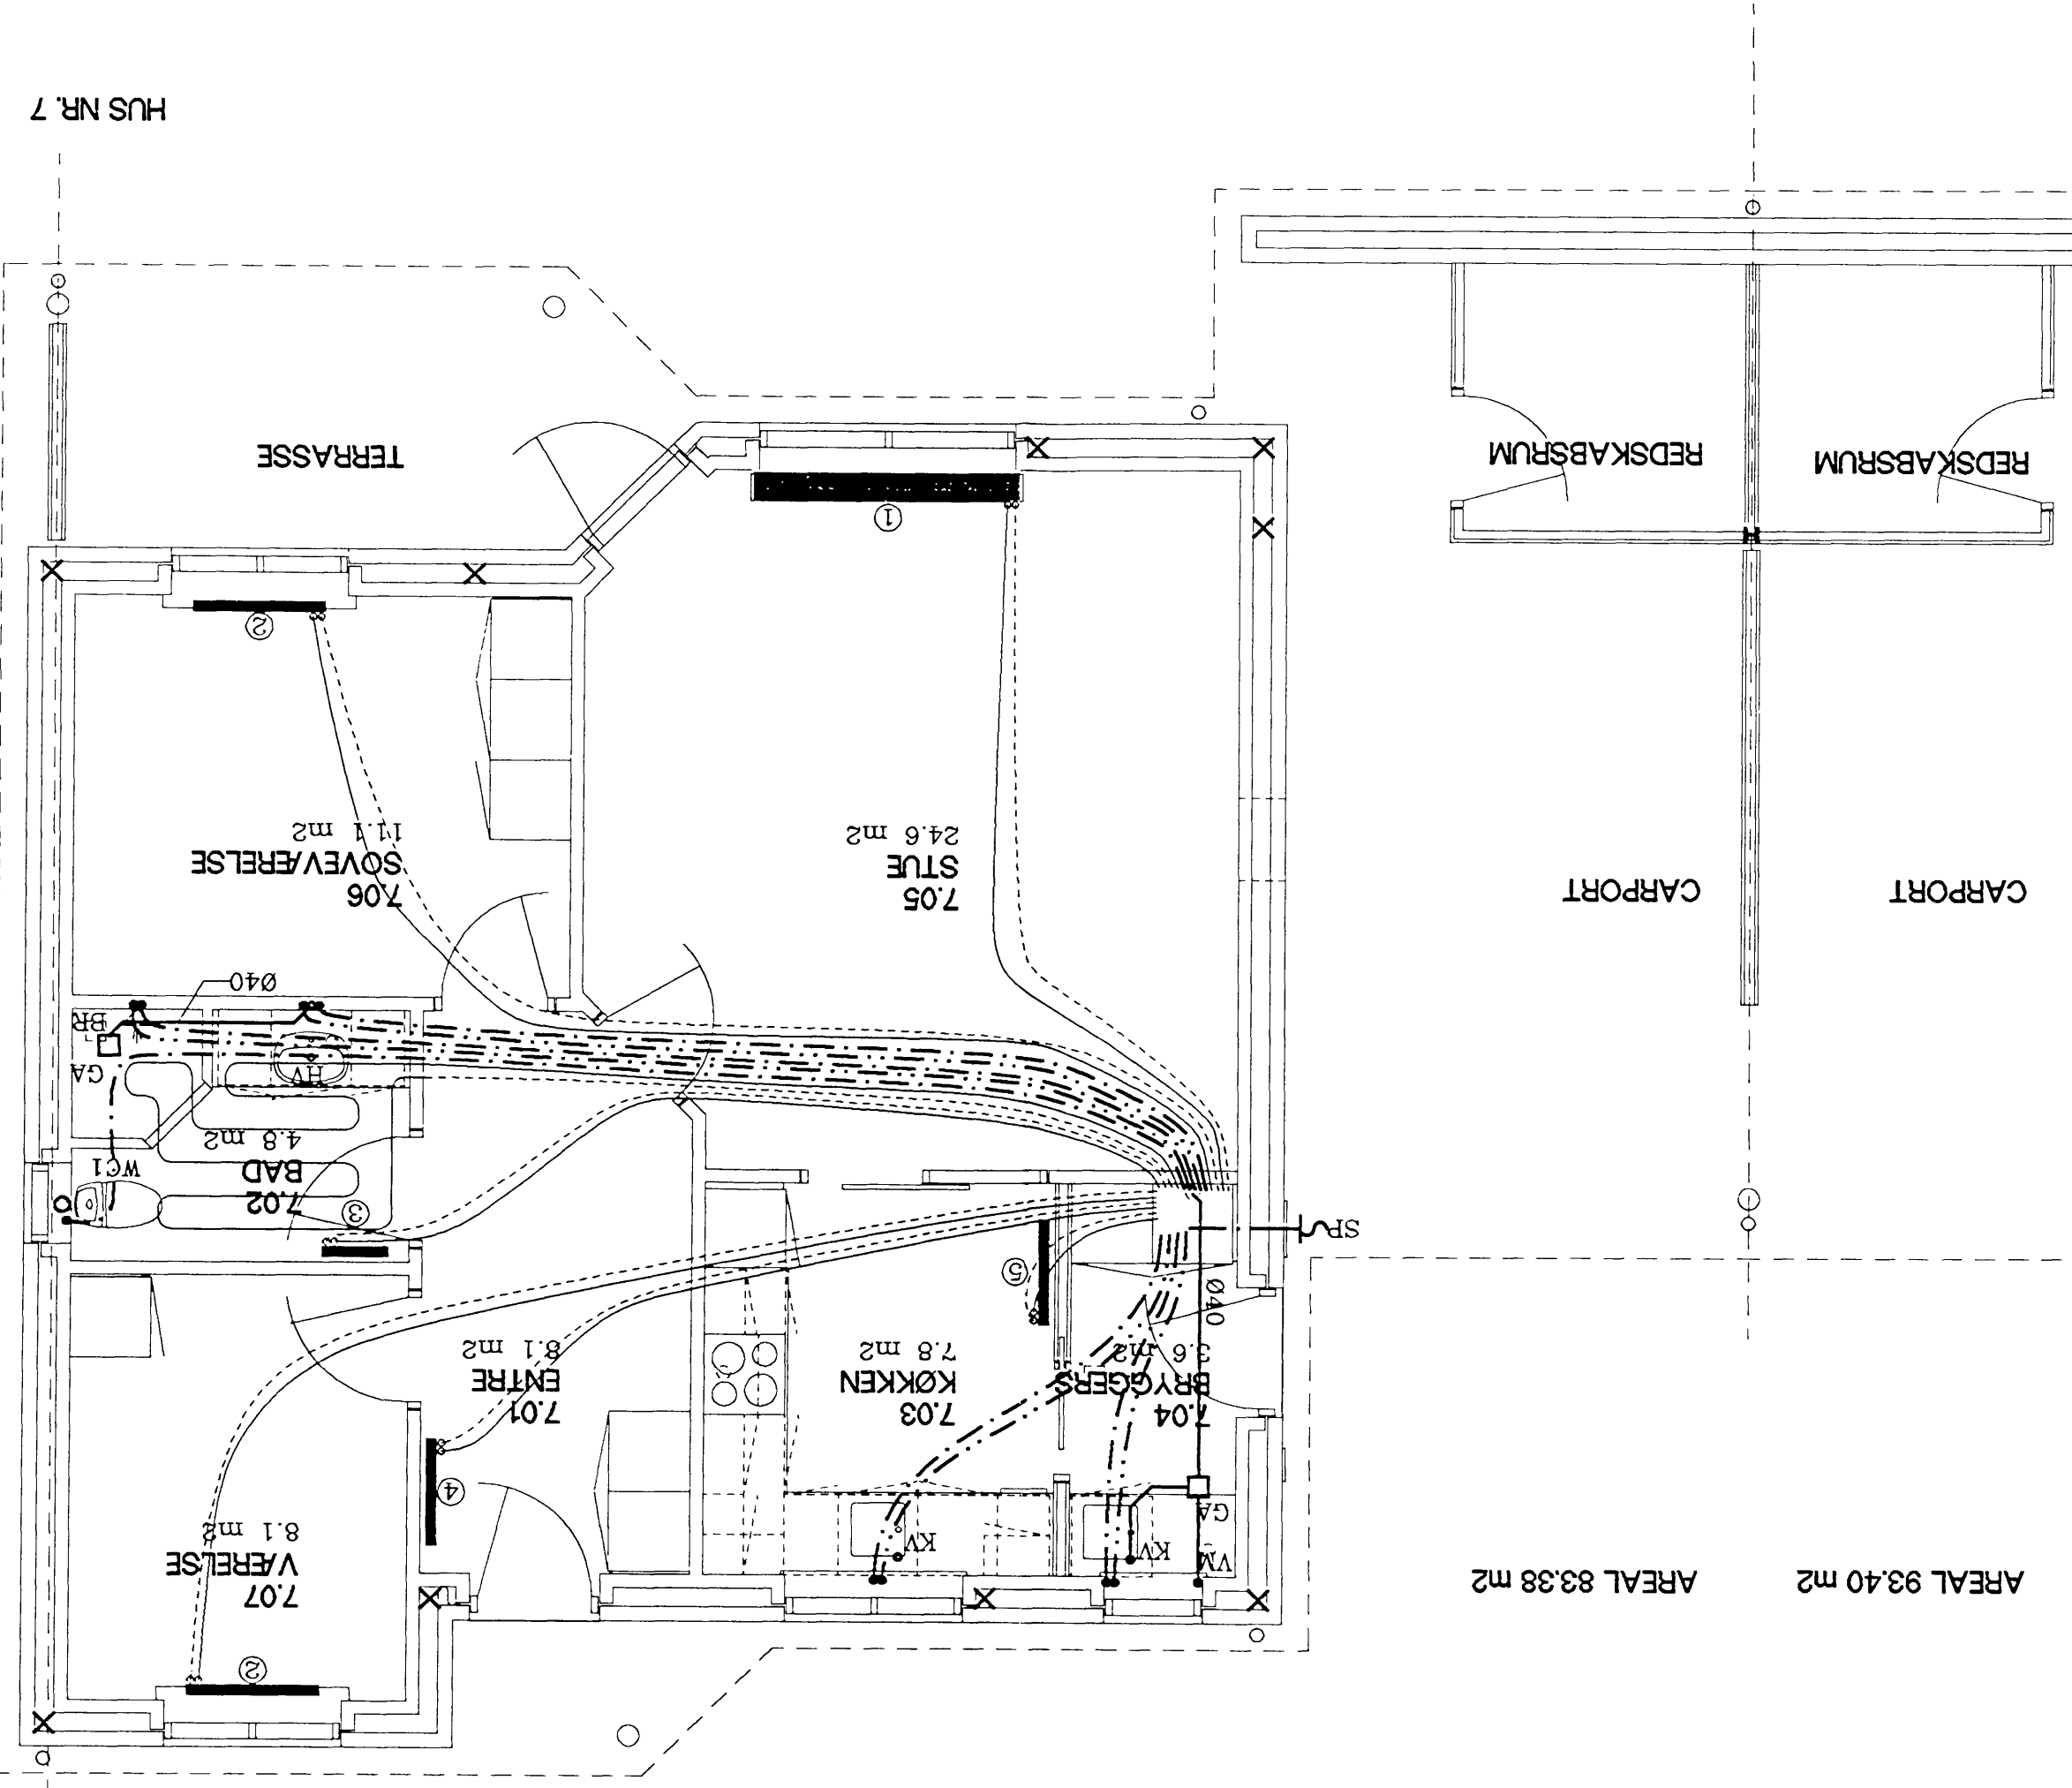 2
AREAL 93.40 m2
AREAL 83.38 m2
7.07
VÆRELSE
8.1 m2
VM
KV
KV
GA
4
7.04
BRYGGERS
3.6 m2
7.03
KØKKEN
7.8 m2
7.01
ENTRE
8.1 m2
Ø40
5
SP
3
7.02
BAD
4.8 m2
WC1
HV
GA
BR
Ø40
CARPORT
CARPORT
7.05
STUE
24.6 m2
7.06
SOVEVÆRELSE
11.1 m2
2
1
REDSKABSRUM
REDSKABSRUM
TERRASSE
HUS NR. 7